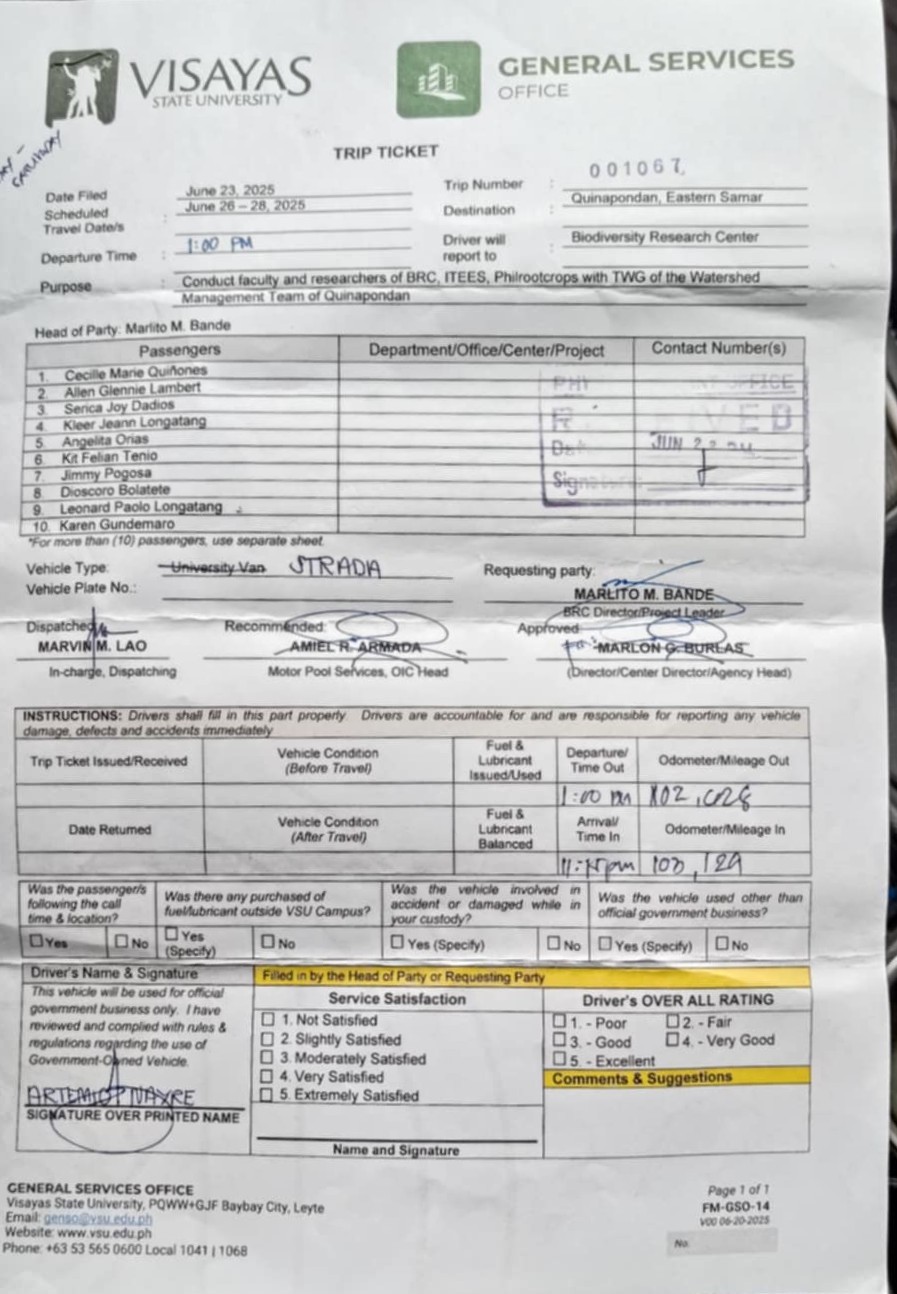 VISAYAS
STATE UNIVERSITY
GENERAL SERVICES
OFFICE
SATURDAY
TRIP TICKET
Date Filed June 23, 2025
Trip Number : 001067
Scheduled Travel Date/s : June 26 – 28, 2025
Destination : Quinapondan, Eastern Samar
Departure Time : 1:00 PM
Driver will report to : Biodiversity Research Center
Purpose : Conduct faculty and researchers of BRC, ITEES, Philrootcrops with TWG of the Watershed
Management Team of Quinapondan
Head of Party: Marlito M. Bande
Passengers Department/Office/Center/Project Contact Number(s)
1. Cecille Marie Quiñones
2. Allen Glennie Lambert
3. Serica Joy Dadios
4. Kleer Jeann Longatang
5. Angelita Orias
6. Kit Felian Tenio
7. Jimmy Pogosa
8. Dioscoro Bolatete
9. Leonard Paolo Longatang
10. Karen Gundemaro
*For more than (10) passengers, use separate sheet
Vehicle Type: University Van STRADA
Vehicle Plate No.:
Requesting party:
MARLITO M. BANDE
BRC Director/Project Leader
Dispatched
MARVIN M. LAO
In-charge, Dispatching
Recommended:
AMIEL R. ARMADA
Motor Pool Services, OIC Head
Approved:
for: MARLON G. BURLAS
(Director/Center Director/Agency Head)
INSTRUCTIONS: Drivers shall fill in this part properly. Drivers are accountable for and are responsible for reporting any vehicle
damage, defects and accidents immediately
Trip Ticket Issued/Received
Vehicle Condition
(Before Travel)
Fuel &
Lubricant
Issued/Used
Departure/
Time Out
Odometer/Mileage Out
1:00 PM
Date Returned
Vehicle Condition
(After Travel)
Fuel &
Lubricant
Balanced
Arrival/
Time In
Odometer/Mileage In
Was the passenger/s
following the call
time & location?
Yes No
Was there any purchased of
fuel/lubricant outside VSU Campus?
Yes
(Specify) No
Was the vehicle involved in
accident or damaged while in
your custody?
Yes (Specify) No
Was the vehicle used other than
official government business?
Yes (Specify) No
Driver's Name & Signature
This vehicle will be used for official
government business only. I have
reviewed and complied with rules &
regulations regarding the use of
Government-Owned Vehicle.
SIGNATURE OVER PRINTED NAME
Filled in by the Head of Party or Requesting Party
Service Satisfaction
1. Not Satisfied
2. Slightly Satisfied
3. Moderately Satisfied
4. Very Satisfied
5. Extremely Satisfied
Name and Signature
Driver's OVER ALL RATING
1. - Poor 2. - Fair
3. - Good 4. - Very Good
5. - Excellent
Comments & Suggestions
GENERAL SERVICES OFFICE
Visayas State University, PQWW+GJF Baybay City, Leyte
Email: genso@vsu.edu.ph
Website: www.vsu.edu.ph
Phone: +63 53 565 0600 Local 1041 | 1068
Page 1 of 1
FM-GSO-14
V00 06-20-2025
No.